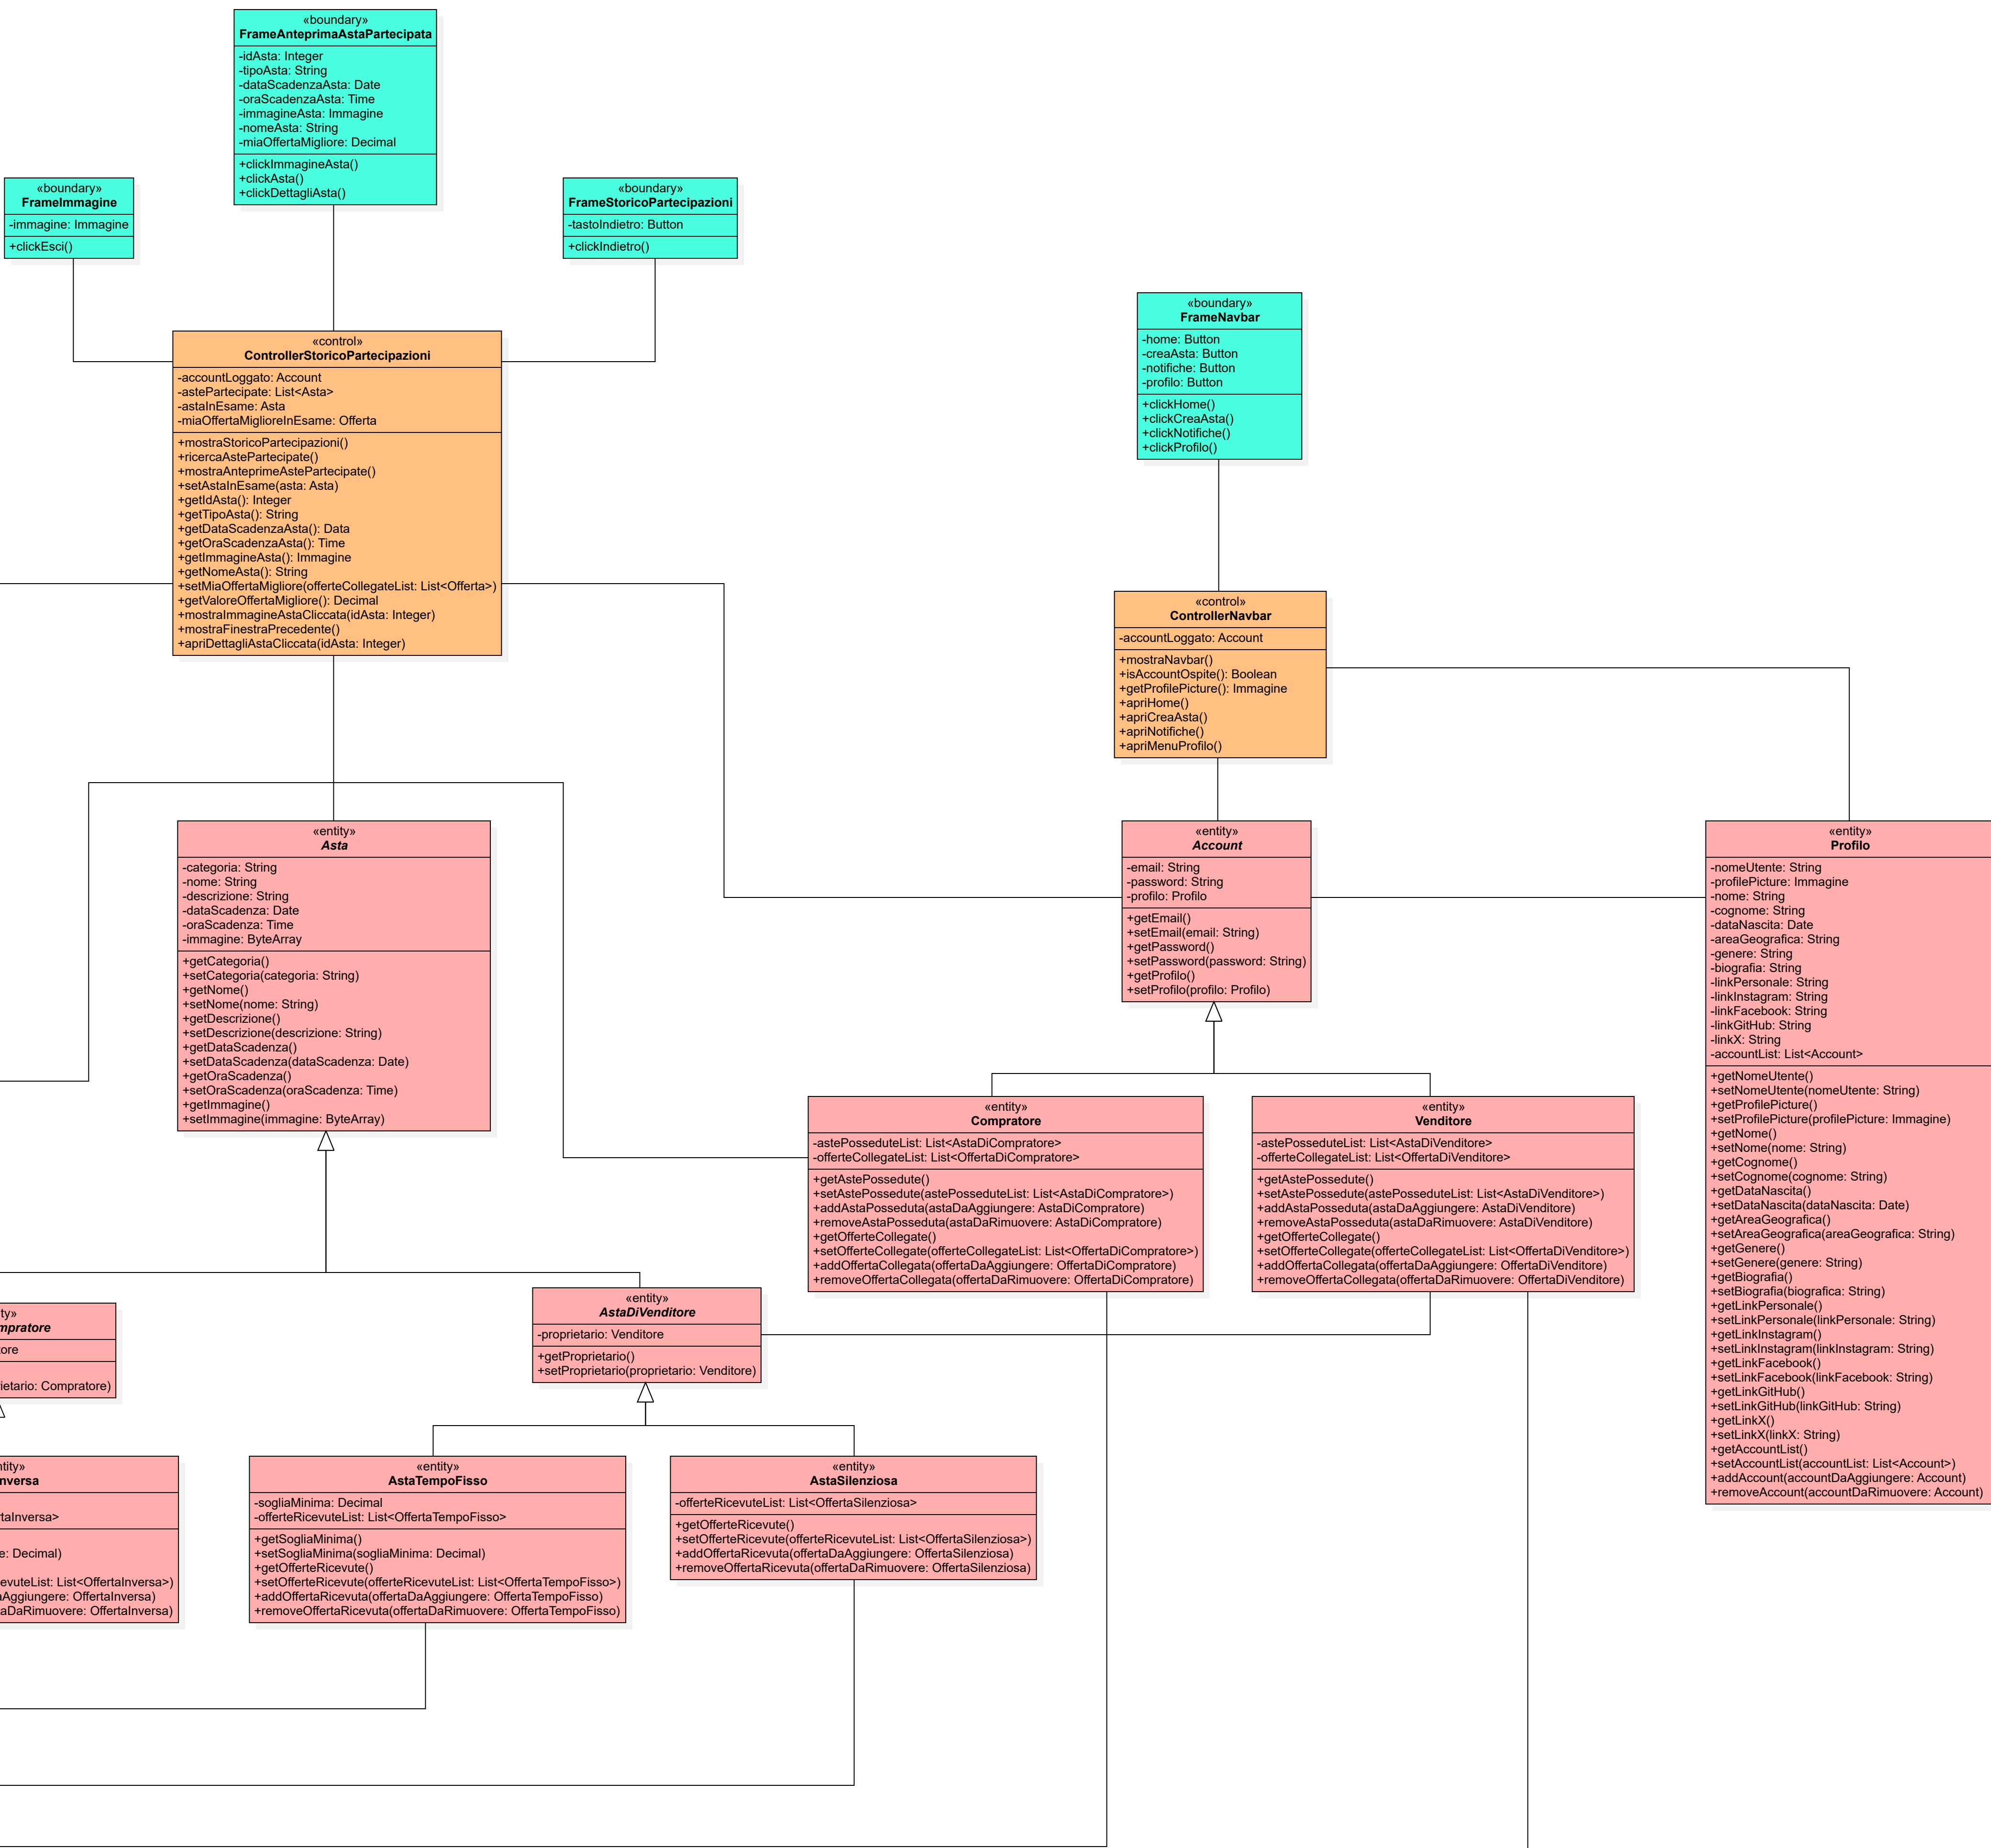 «boundary»
FrameAnteprimaAstaPartecipata
-idAsta: Integer
-tipoAsta: String
-dataScadenzaAsta: Date
-oraScadenzaAsta: Time
-immagineAsta: Immagine
-nomeAsta: String
-miaOffertaMigliore: Decimal
+clickImmagineAsta()
+clickAsta()
+clickDettagliAsta()
«boundary»
FrameImmagine
-immagine: Immagine
+clickEsci()
«boundary»
FrameStoricoPartecipazioni
-tastoIndietro: Button
+clickIndietro()
«boundary»
FrameNavbar
-home: Button
-creaAsta: Button
-notifiche: Button
-profilo: Button
+clickHome()
+clickCreaAsta()
+clickNotifiche()
+clickProfilo()
«control»
ControllerStoricoPartecipazioni
-accountLoggato: Account
-astePartecipate: List<Asta>
-astaInEsame: Asta
-miaOffertaMiglioreInEsame: Offerta
+mostraStoricoPartecipazioni()
+ricercaAstePartecipate()
+mostraAnteprimeAstePartecipate()
+setAstaInEsame(asta: Asta)
+getIdAsta(): Integer
+getTipoAsta(): String
+getDataScadenzaAsta(): Data
+getOraScadenzaAsta(): Time
+getImmagineAsta(): Immagine
+getNomeAsta(): String
+setMiaOffertaMigliore(offerteCollegateList: List<Offerta>)
+getValoreOffertaMigliore(): Decimal
+mostraImmagineAstaCliccata(idAsta: Integer)
+mostraFinestraPrecedente()
+apriDettagliAstaCliccata(idAsta: Integer)
«control»
ControllerNavbar
-accountLoggato: Account
+mostraNavbar()
+isAccountOspite(): Boolean
+getProfilePicture(): Immagine
+apriHome()
+apriCreaAsta()
+apriNotifiche()
+apriMenuProfilo()
«entity»
Asta
-categoria: String
-nome: String
-descrizione: String
-dataScadenza: Date
-oraScadenza: Time
-immagine: ByteArray
+getCategoria()
+setCategoria(categoria: String)
+getNome()
+setNome(nome: String)
+getDescrizione()
+setDescrizione(descrizione: String)
+getDataScadenza()
+setDataScadenza(dataScadenza: Date)
+getOraScadenza()
+setOraScadenza(oraScadenza: Time)
+getImmagine()
+setImmagine(immagine: ByteArray)
«entity»
Account
-email: String
-password: String
-profilo: Profilo
+getEmail()
+setEmail(email: String)
+getPassword()
+setPassword(password: String)
+getProfilo()
+setProfilo(profilo: Profilo)
«entity»
Profilo
-nomeUtente: String
-profilePicture: Immagine
-nome: String
-cognome: String
-dataNascita: Date
-areaGeografica: String
-genere: String
-biografia: String
-linkPersonale: String
-linkInstagram: String
-linkFacebook: String
-linkGitHub: String
-linkX: String
-accountList: List<Account>
+getNomeUtente()
+setNomeUtente(nomeUtente: String)
+getProfilePicture()
+setProfilePicture(profilePicture: Immagine)
+getNome()
+setNome(nome: String)
+getCognome()
+setCognome(cognome: String)
+getDataNascita()
+setDataNascita(dataNascita: Date)
+getAreaGeografica()
+setAreaGeografica(areaGeografica: String)
+getGenere()
+setGenere(genere: String)
+getBiografia()
+setBiografia(biografica: String)
+getLinkPersonale()
+setLinkPersonale(linkPersonale: String)
+getLinkInstagram()
+setLinkInstagram(linkInstagram: String)
+getLinkFacebook()
+setLinkFacebook(linkFacebook: String)
+getLinkGitHub()
+setLinkGitHub(linkGitHub: String)
+getLinkX()
+setLinkX(linkX: String)
+getAccountList()
+setAccountList(accountList: List<Account>)
+addAccount(accountDaAggiungere: Account)
+removeAccount(accountDaRimuovere: Account)
«entity»
Compratore
-astePosseduteList: List<AstaDiCompratore>
-offerteCollegateList: List<OffertaDiCompratore>
+getAstePossedute()
+setAstePossedute(astePosseduteList: List<AstaDiCompratore>)
+addAstaPosseduta(astaDaAggiungere: AstaDiCompratore)
+removeAstaPosseduta(astaDaRimuovere: AstaDiCompratore)
+getOfferteCollegate()
+setOfferteCollegate(offerteCollegateList: List<OffertaDiCompratore>)
+addOffertaCollegata(offertaDaAggiungere: OffertaDiCompratore)
+removeOffertaCollegata(offertaDaRimuovere: OffertaDiCompratore)
«entity»
Venditore
-astePosseduteList: List<AstaDiVenditore>
-offerteCollegateList: List<OffertaDiVenditore>
+getAstePossedute()
+setAstePossedute(astePosseduteList: List<AstaDiVenditore>)
+addAstaPosseduta(astaDaAggiungere: AstaDiVenditore)
+removeAstaPosseduta(astaDaRimuovere: AstaDiVenditore)
+getOfferteCollegate()
+setOfferteCollegate(offerteCollegateList: List<OffertaDiVenditore>)
+addOffertaCollegata(offertaDaAggiungere: OffertaDiVenditore)
+removeOffertaCollegata(offertaDaRimuovere: OffertaDiVenditore)
ty»
mpratore
ore
ietario: Compratore)
«entity»
AstaDiVenditore
-proprietario: Venditore
+getProprietario()
+setProprietario(proprietario: Venditore)
ntity»
nversa
taInversa>
e: Decimal)
evuteList: List<OffertaInversa>)
aAggiungere: OffertaInversa)
aDaRimuovere: OffertaInversa)
«entity»
AstaTempoFisso
-sogliaMinima: Decimal
-offerteRicevuteList: List<OffertaTempoFisso>
+getSogliaMinima()
+setSogliaMinima(sogliaMinima: Decimal)
+getOfferteRicevute()
+setOfferteRicevute(offerteRicevuteList: List<OffertaTempoFisso>)
+addOffertaRicevuta(offertaDaAggiungere: OffertaTempoFisso)
+removeOffertaRicevuta(offertaDaRimuovere: OffertaTempoFisso)
«entity»
AstaSilenziosa
-offerteRicevuteList: List<OffertaSilenziosa>
+getOfferteRicevute()
+setOfferteRicevute(offerteRicevuteList: List<OffertaSilenziosa>)
+addOffertaRicevuta(offertaDaAggiungere: OffertaSilenziosa)
+removeOffertaRicevuta(offertaDaRimuovere: OffertaSilenziosa)